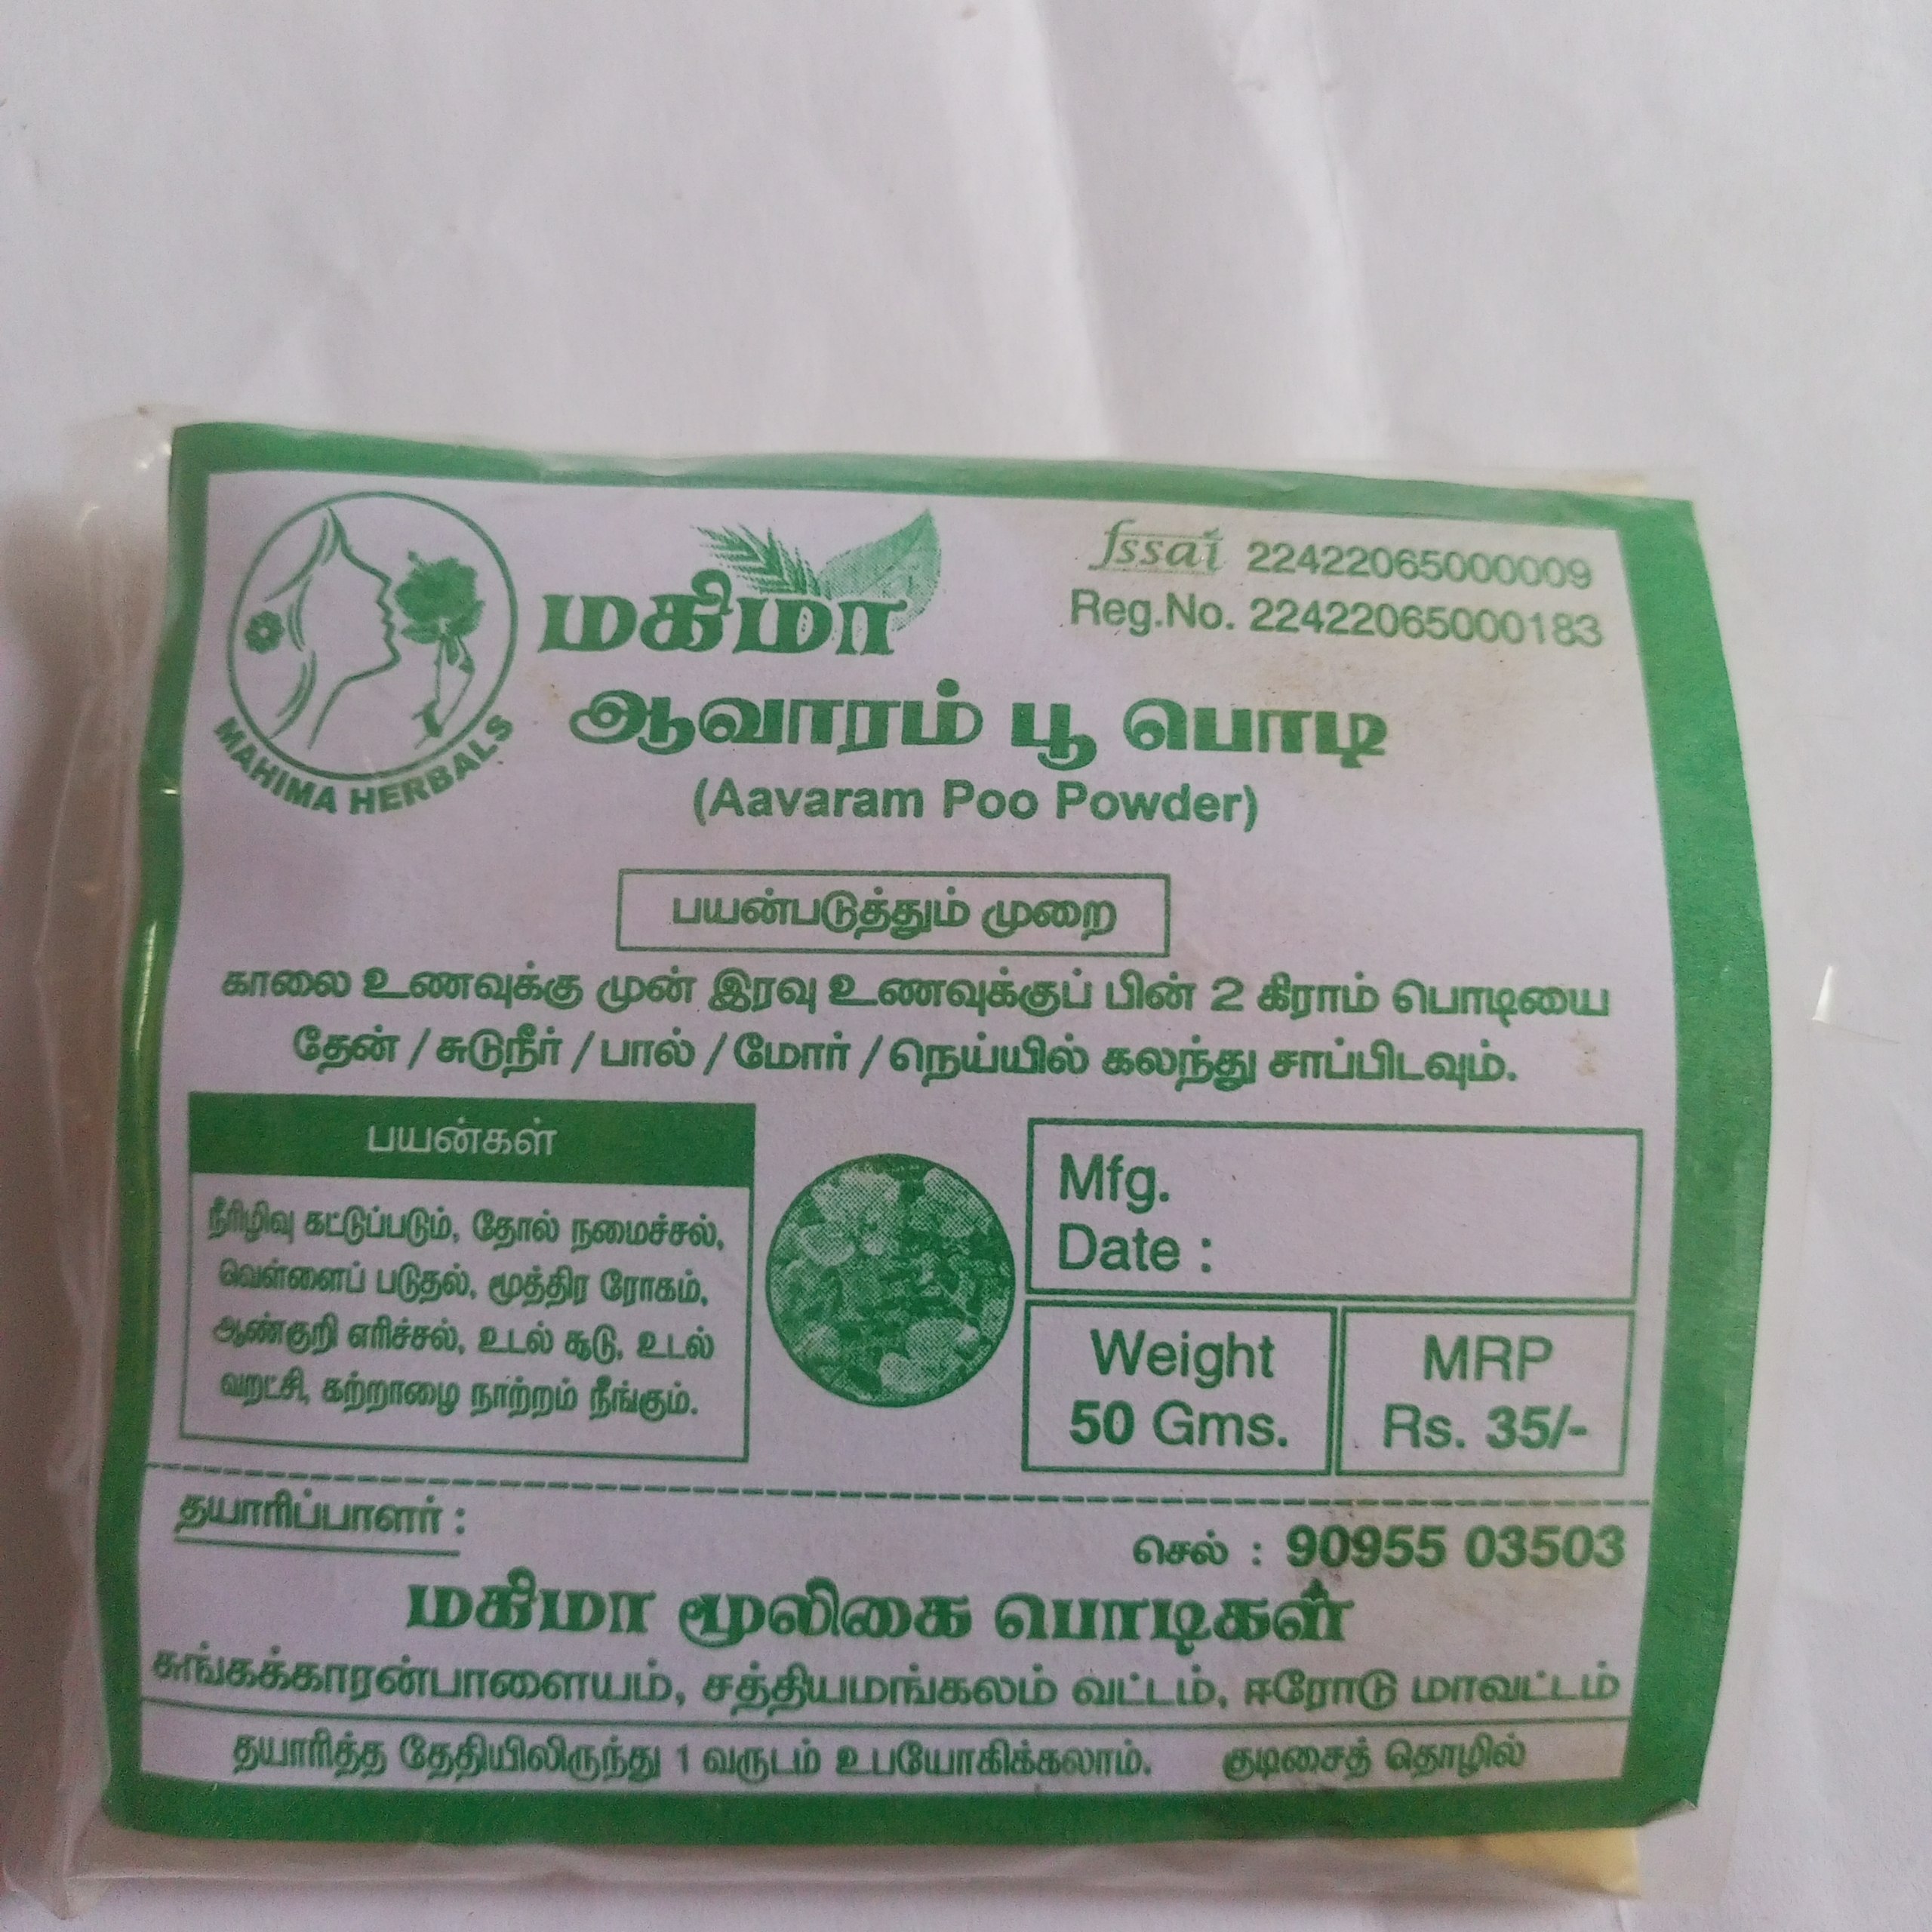 மகிமா
fssai 22422065000009
Reg.No. 22422065000183
MAHIMA HERBALS
ஆவாரம் பூ பொடி
(Aavaram Poo Powder)
பயன்படுத்தும் முறை
காலை உணவுக்கு முன் இரவு உணவுக்குப் பின் 2 கிராம் பொடியை
தேன் / சுடுநீர் / பால் / மோர் / நெய்யில் கலந்து சாப்பிடவும்.
பயன்கள்
நீரிழிவு கட்டுப்படும், தோல் நமைச்சல்,
வெள்ளைப் படுதல், மூத்திர ரோகம்,
ஆண்குறி எரிச்சல், உடல் சூடு, உடல்
வறட்சி, கற்றாழை நாற்றம் நீங்கும்.
Mfg.
Date :
Weight
50 Gms.
MRP
Rs. 35/-
தயாரிப்பாளர் :
செல் : 90955 03503
மகிமா மூலிகை பொடிகள்
சுங்கக்காரன்பாளையம், சத்தியமங்கலம் வட்டம், ஈரோடு மாவட்டம்
தயாரித்த தேதியிலிருந்து 1 வருடம் உபயோகிக்கலாம். குடிசைத் தொழில்